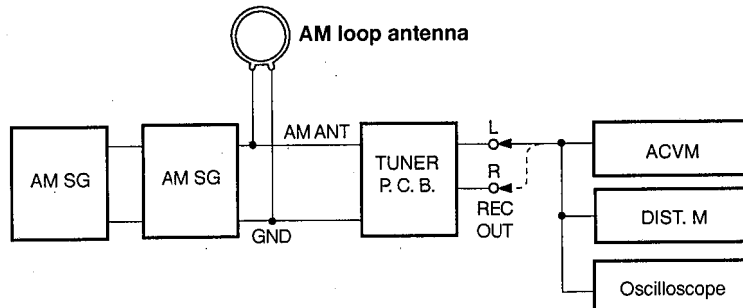 AM loop antenna
AM SG
AM SG
AM ANT
GND
TUNER
P. C. B.
L
R
REC
OUT
ACVM
DIST. M
Oscilloscope